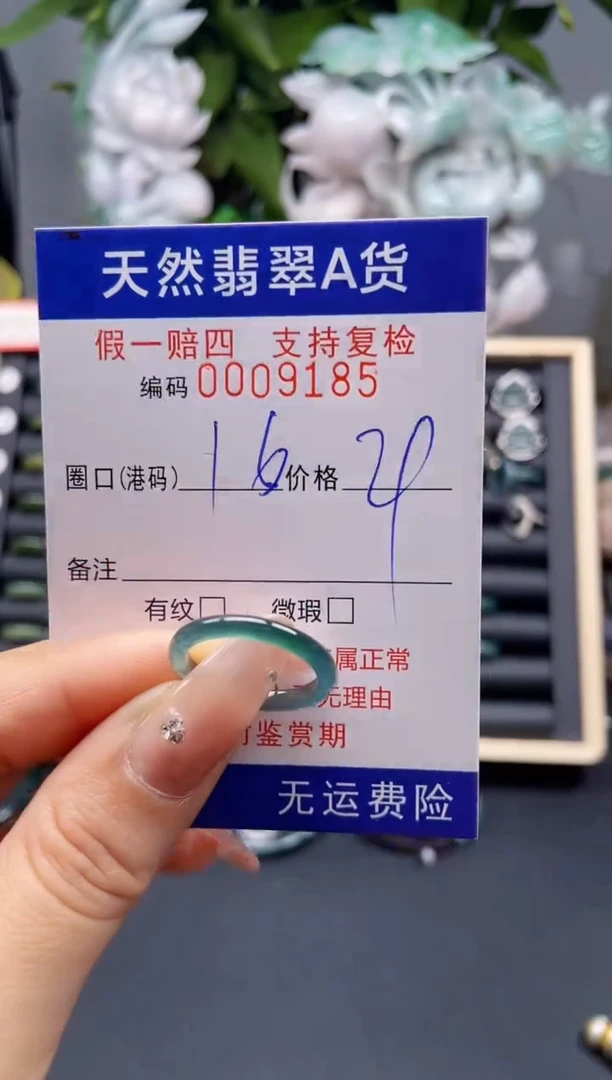 天然翡翠A货
假一赔四 支持复检
编码 0009185
圈口(港码) 16 价格
备注
有纹 微瑕
属正常
无理由
鉴赏期
无运费险